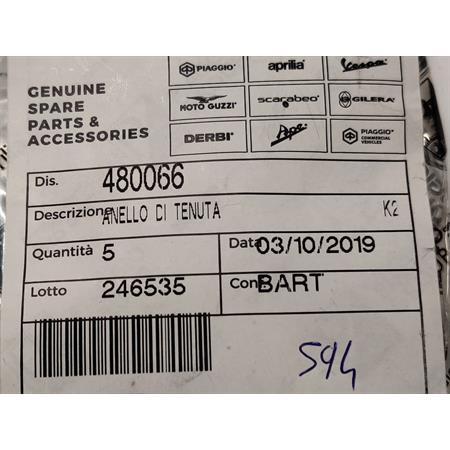 GENUINE
SPARE
PARTS &
ACCESSORIES
PIAGGIO® aprilia® Vespa
MOTO GUZZI® scarabeo® GILERA®
DERBI® Ape PIAGGIO® COMMERCIAL VEHICLES
Dis. 480066
Descrizione ANELLO DI TENUTA K2
Quantità 5 Data 03/10/2019
Lotto 246535 Con BART
594